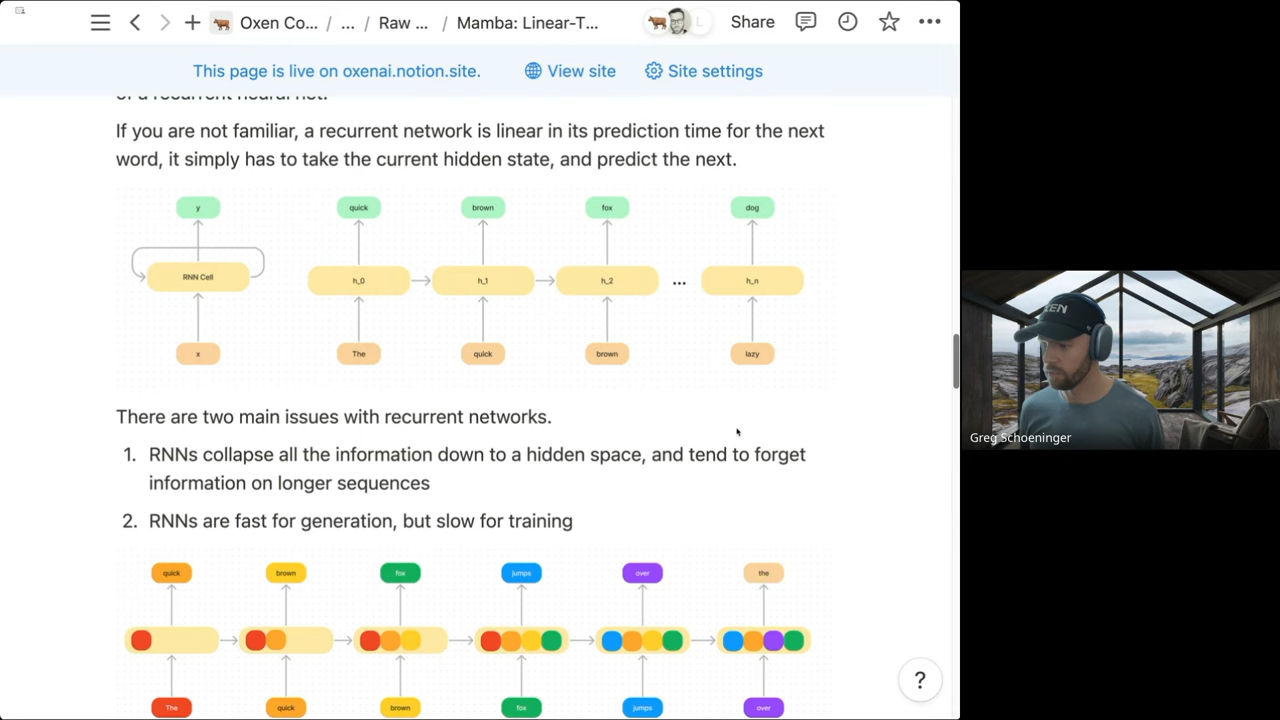 Oxen Co... / ... / Raw ... / Mamba: Linear-T...
L
Share
This page is live on oxenai.notion.site.
View site
Site settings
of a recurrent neural net.
If you are not familiar, a recurrent network is linear in its prediction time for the next
word, it simply has to take the current hidden state, and predict the next.
y quick brown fox dog
RNN Cell h_0 h_1 h_2 ... h_n
x The quick brown lazy
There are two main issues with recurrent networks.
1. RNNs collapse all the information down to a hidden space, and tend to forget
information on longer sequences
2. RNNs are fast for generation, but slow for training
quick brown fox jumps over the
The quick brown fox jumps over
?
Greg Schoeninger